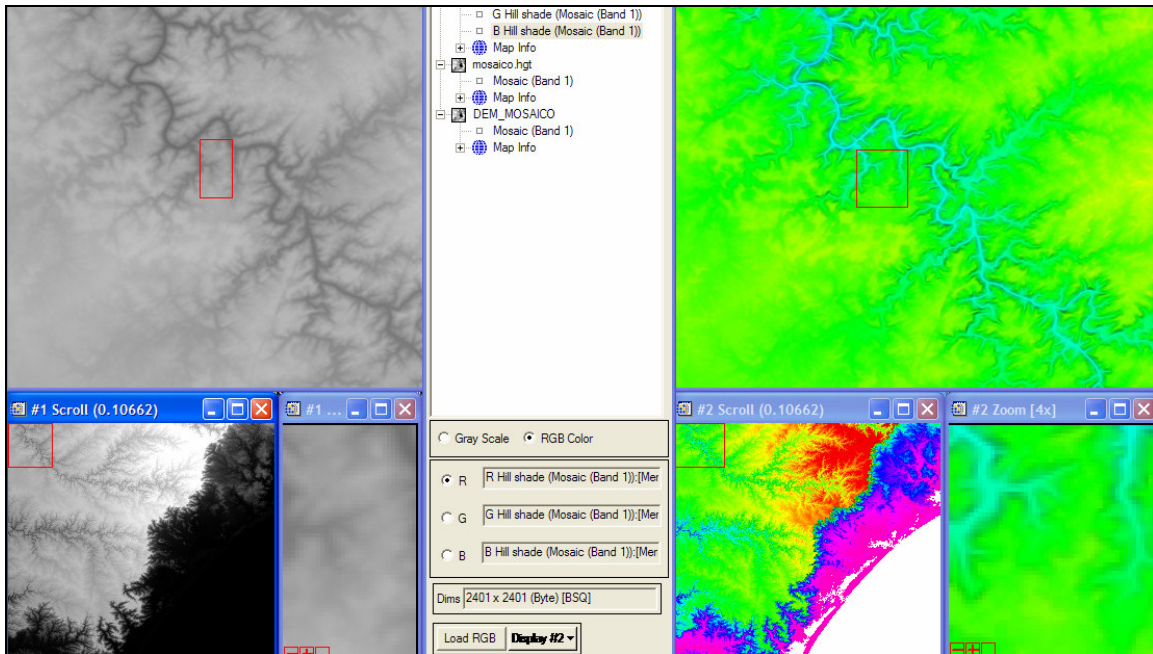 G Hill shade (Mosaic (Band 1))
B Hill shade (Mosaic (Band 1))
Map Info
mosaico.hgt
Mosaic (Band 1)
Map Info
DEM_MOSAICO
Mosaic (Band 1)
Map Info
#1 Scroll (0.10662)
#1 ...
Gray Scale
RGB Color
R
R Hill shade (Mosaic (Band 1)):[Mer
G
G Hill shade (Mosaic (Band 1)):[Mer
B
B Hill shade (Mosaic (Band 1)):[Mer
Dims
2401 x 2401 (Byte) [BSQ]
Load RGB
Display #2
#2 Scroll (0.10662)
#2 Zoom [4x]